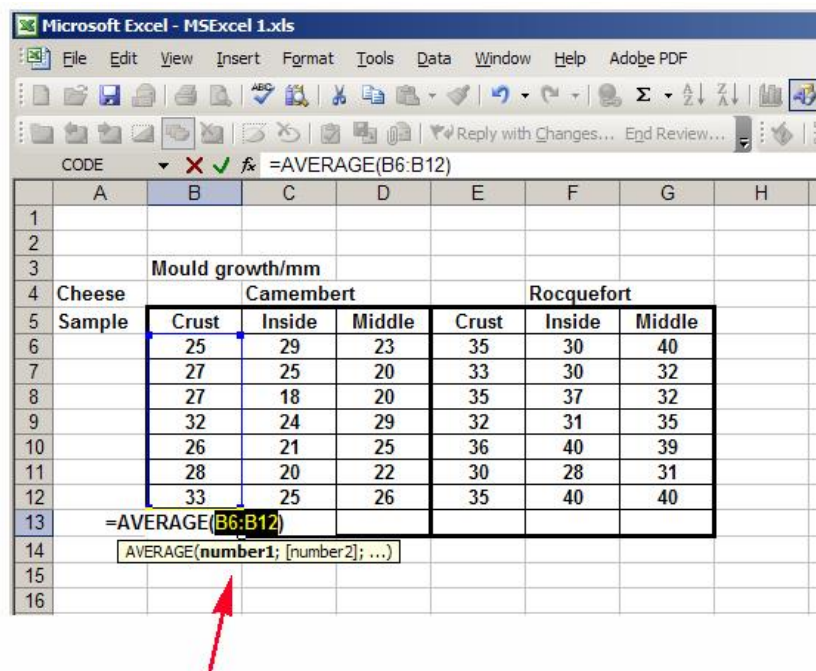 Microsoft Excel - MSExcel 1.xls
File Edit View Insert Format Tools Data Window Help Adobe PDF
ABC Σ A Z Z A
Reply with Changes... End Review...
CODE fx =AVERAGE(B6:B12)
A B C D E F G H
1
2
3 Mould growth/mm
4 Cheese Camembert Rocquefort
5 Sample Crust Inside Middle Crust Inside Middle
6 25 29 23 35 30 40
7 27 25 20 33 30 32
8 27 18 20 35 37 32
9 32 24 29 32 31 35
10 26 21 25 36 40 39
11 28 20 22 30 28 31
12 33 25 26 35 40 40
13 =AVERAGE(B6:B12)
14 AVERAGE(number1; [number2]; ...)
15
16